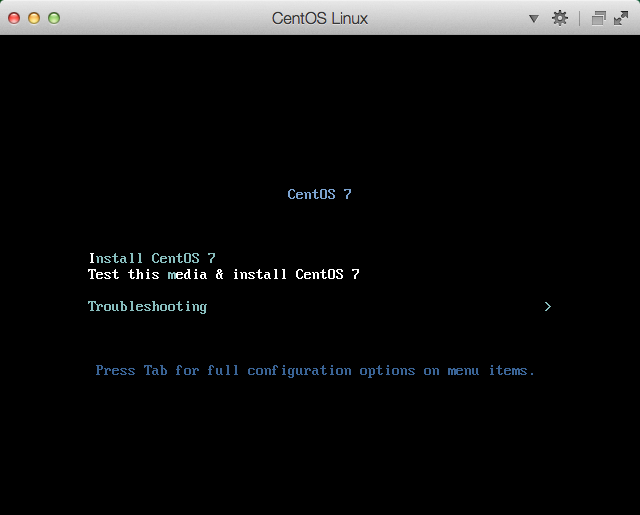 CentOS Linux
CentOS 7
Install CentOS 7
Test this media & install CentOS 7
Troubleshooting >
Press Tab for full configuration options on menu items.